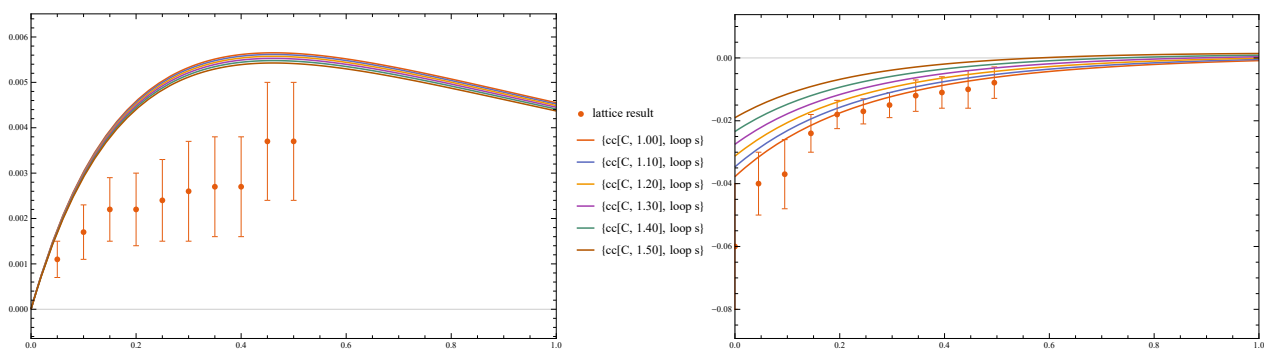 0.006
0.005
0.004
0.003
0.002
0.001
0.000
0.0 0.2 0.4 0.6 0.8 1.0
lattice result
{cc[C, 1.00], loop s}
{cc[C, 1.10], loop s}
{cc[C, 1.20], loop s}
{cc[C, 1.30], loop s}
{cc[C, 1.40], loop s}
{cc[C, 1.50], loop s}
0.00
−0.02
−0.04
−0.06
−0.08
0.0 0.2 0.4 0.6 0.8 1.0